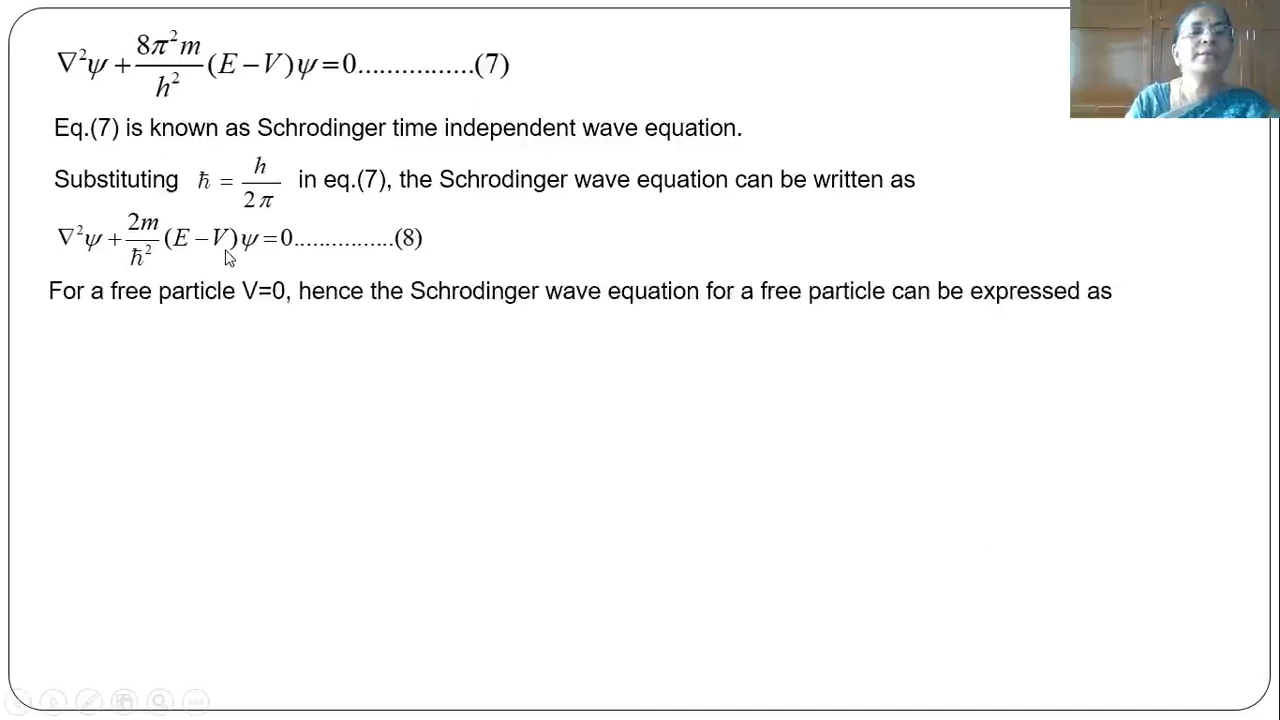 ∇²ψ + 8π²m/h² (E − V)ψ = 0................(7)
Eq.(7) is known as Schrodinger time independent wave equation.
Substituting ℏ = h/2π in eq.(7), the Schrodinger wave equation can be written as
∇²ψ + 2m/ℏ² (E − V)ψ = 0................(8)
For a free particle V=0, hence the Schrodinger wave equation for a free particle can be expressed as